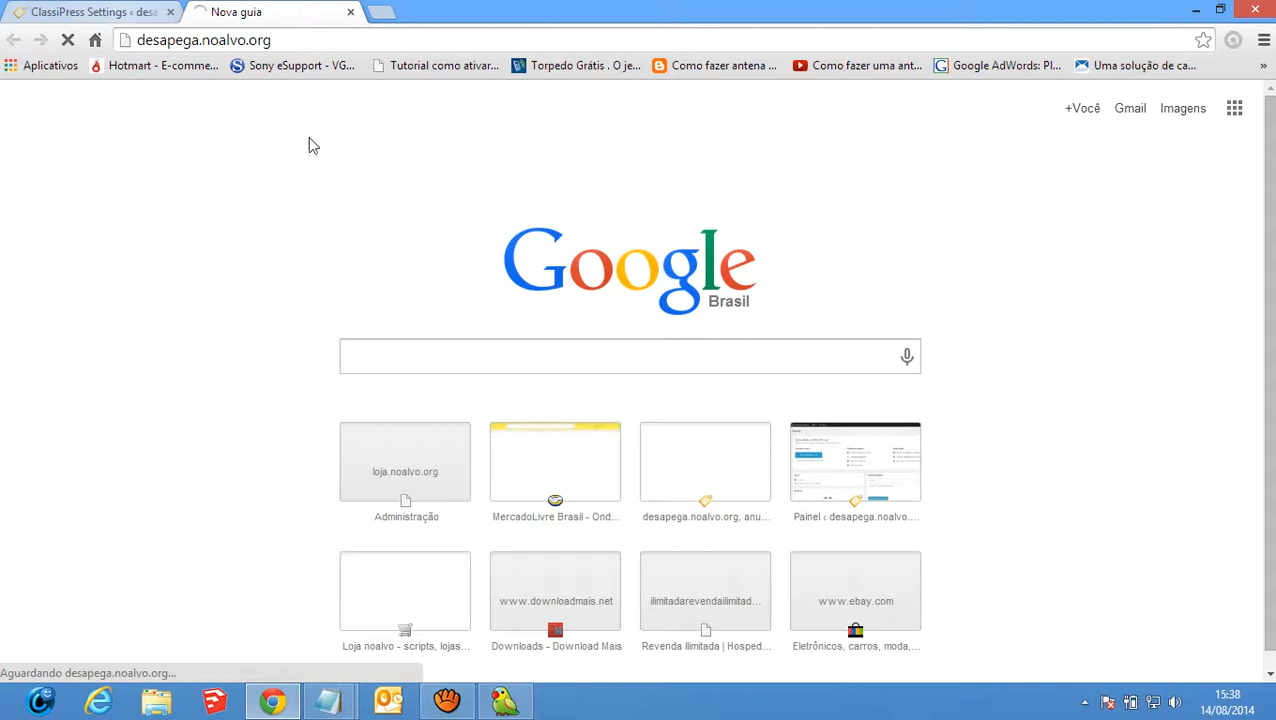 ClassiPress Settings ‹ desa
Nova guia
desapega.noalvo.org
Aplicativos
Hotmart - E-comme...
Sony eSupport - VG...
Tutorial como ativar...
Torpedo Grátis . O je...
Como fazer antena ...
Como fazer uma ant...
Google AdWords: Pl...
Uma solução de ca...
»
+Você
Gmail
Imagens
Google
Brasil
loja.noalvo.org
Administração
MercadoLivre Brasil - Ond...
desapega.noalvo.org, anu...
Painel ‹ desapega.noalvo....
www.downloadmais.net
ilimitadarevendailimitad...
www.ebay.com
Loja noalvo - scripts, lojas...
Downloads - Download Mais
Revenda Ilimitada | Hosped...
Eletrônicos, carros, moda,...
Aguardando desapega.noalvo.org...
15:38
14/08/2014